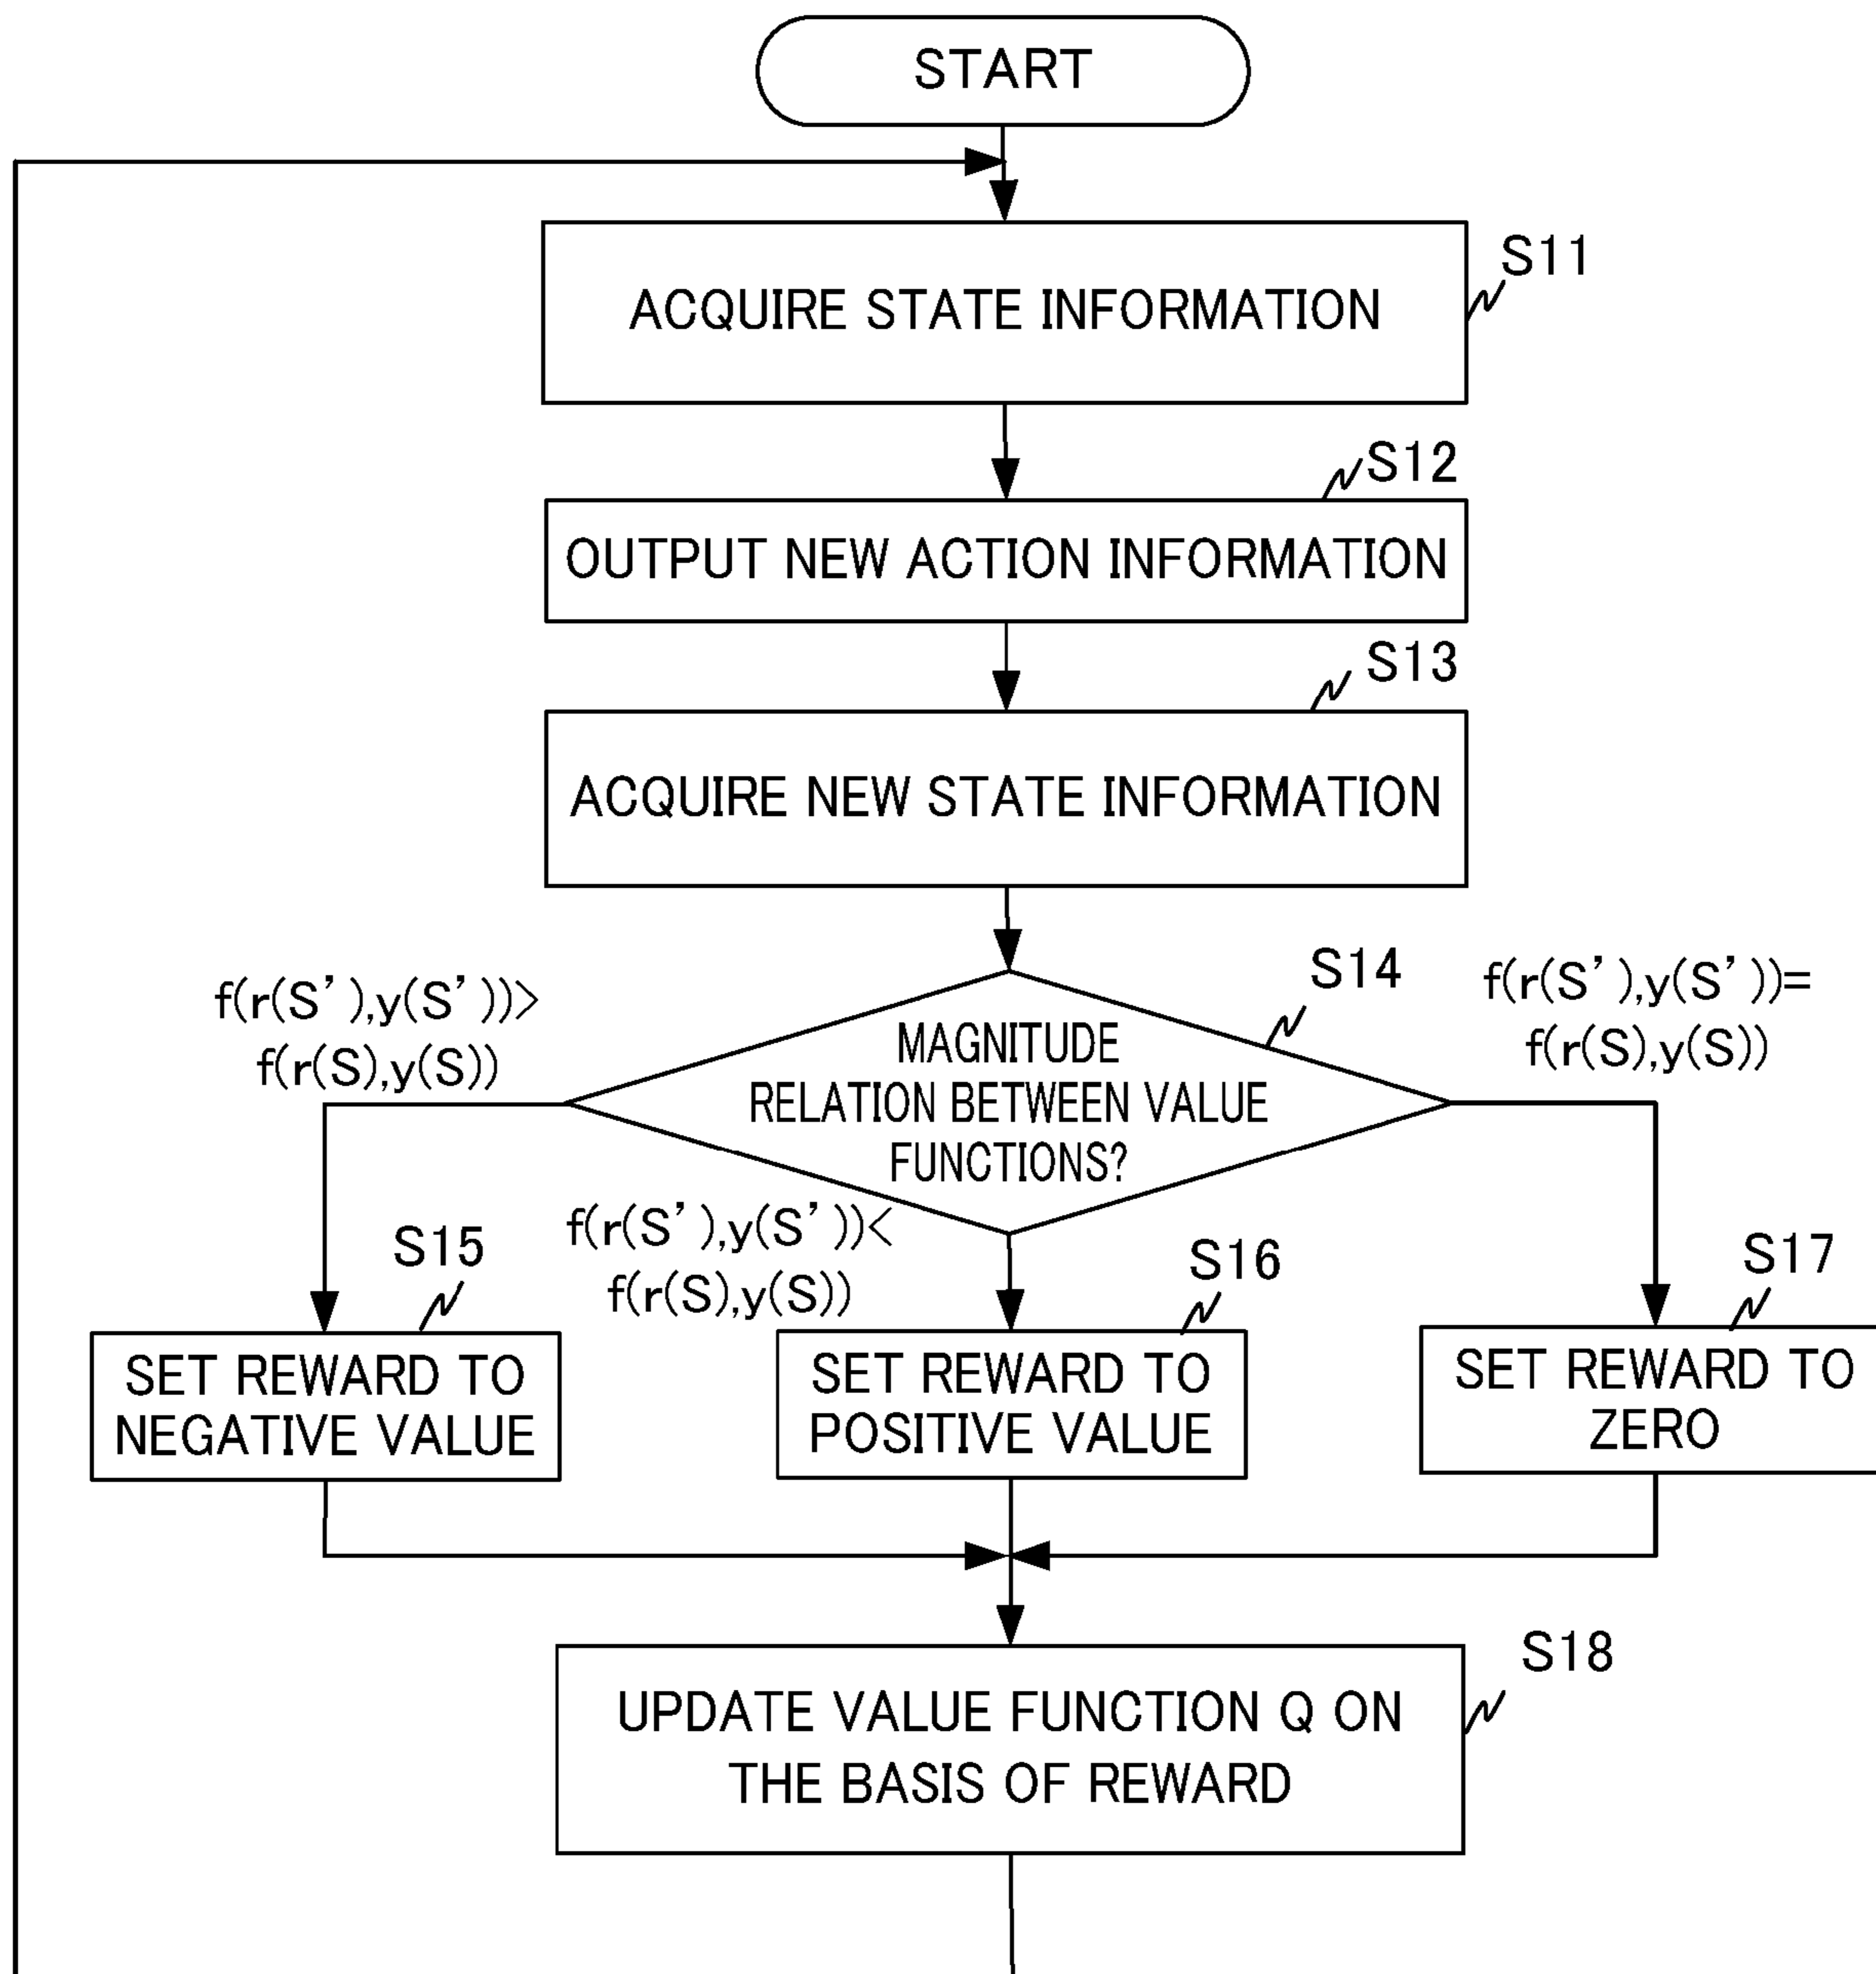 START
S11
ACQUIRE STATE INFORMATION
S12
OUTPUT NEW ACTION INFORMATION
S13
ACQUIRE NEW STATE INFORMATION
S14
MAGNITUDE
RELATION BETWEEN VALUE
FUNCTIONS?
f(r(S'),y(S'))>
f(r(S),y(S))
f(r(S'),y(S'))<
f(r(S),y(S))
f(r(S'),y(S'))=
f(r(S),y(S))
S15
SET REWARD TO
NEGATIVE VALUE
S16
SET REWARD TO
POSITIVE VALUE
S17
SET REWARD TO
ZERO
S18
UPDATE VALUE FUNCTION Q ON
THE BASIS OF REWARD